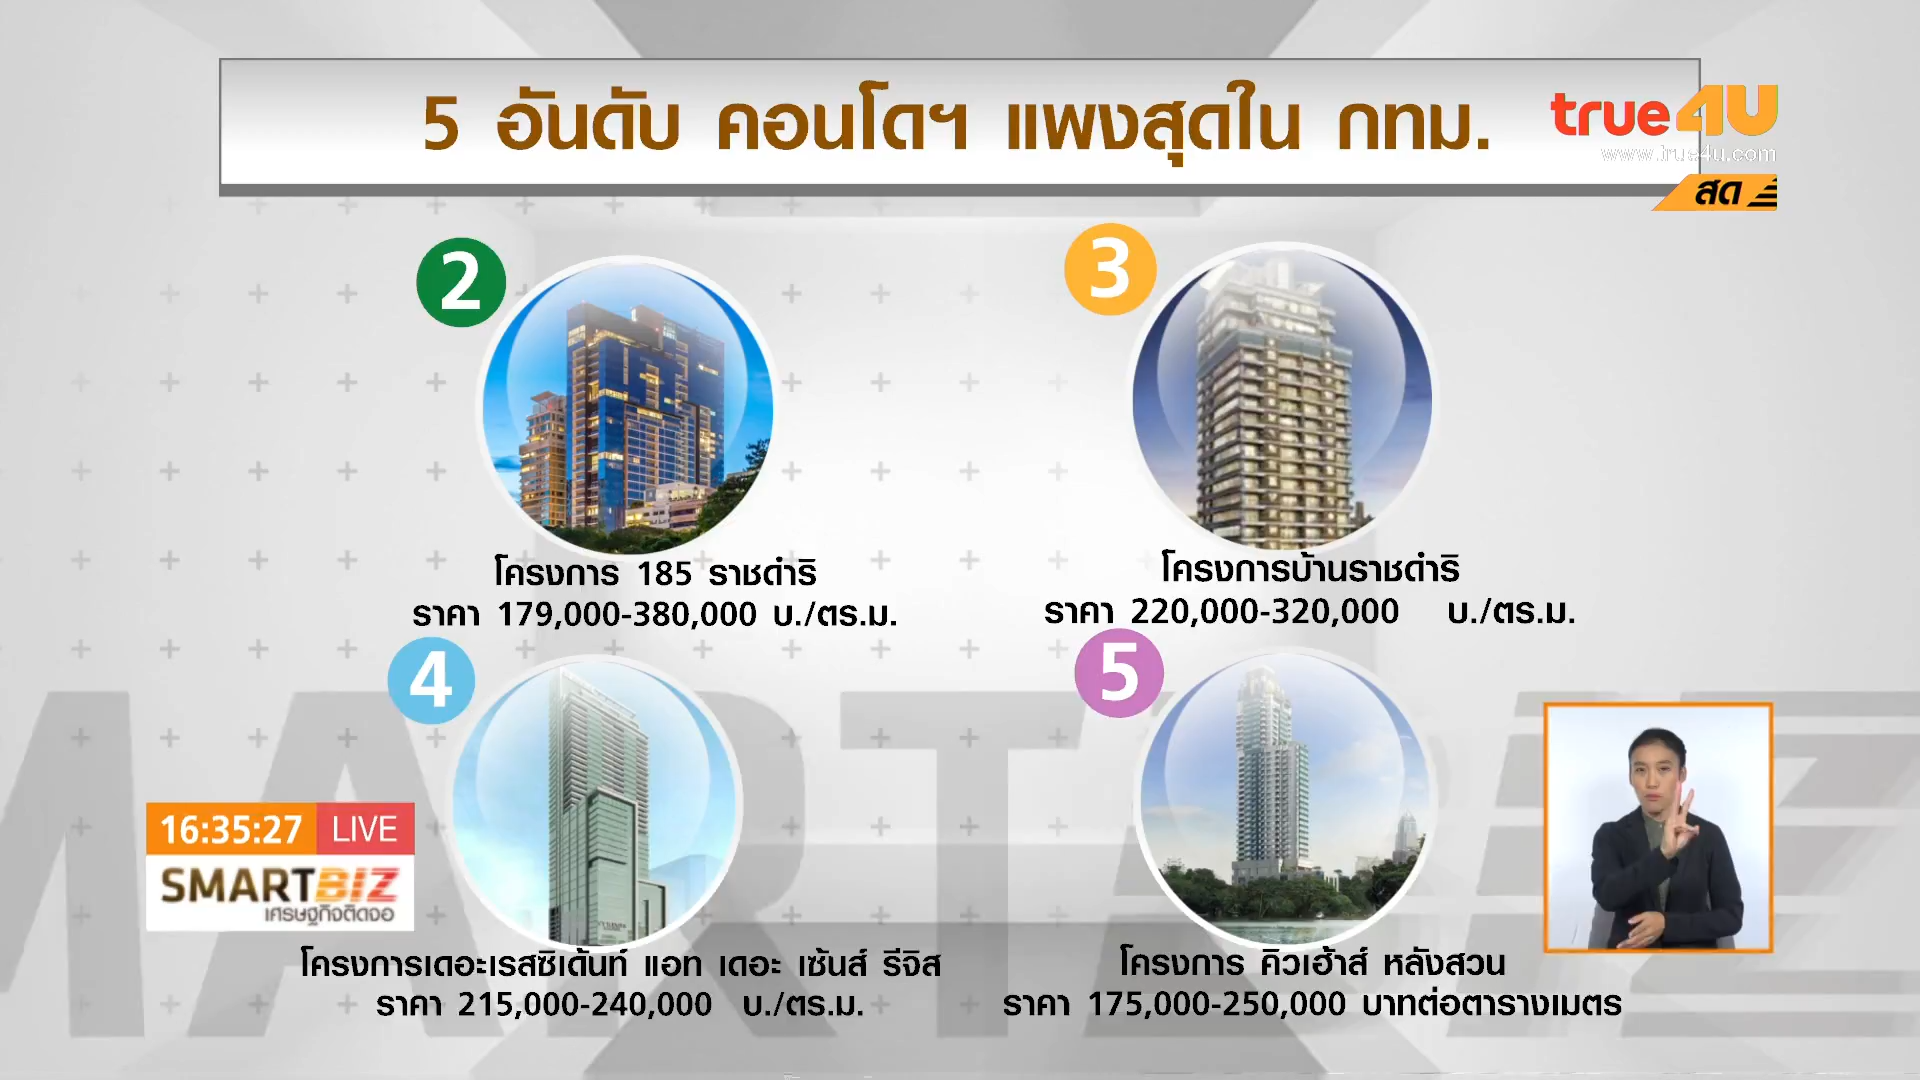 5 อันดับ คอนโดฯ แพงสุดใน กทม.
true4U
www.true4u.com
สด
2
โครงการ 185 ราชดำริ
ราคา 179,000-380,000 บ./ตร.ม.
3
โครงการบ้านราชดำริ
ราคา 220,000-320,000 บ./ตร.ม.
4
โครงการเดอะเรสซิเด้นท์ แอท เดอะ เซ้นส์ รีจิส
ราคา 215,000-240,000 บ./ตร.ม.
5
โครงการ คิวเฮ้าส์ หลังสวน
ราคา 175,000-250,000 บาทต่อตารางเมตร
16:35:27 LIVE
SMARTBIZ
เศรษฐกิจติดจอ